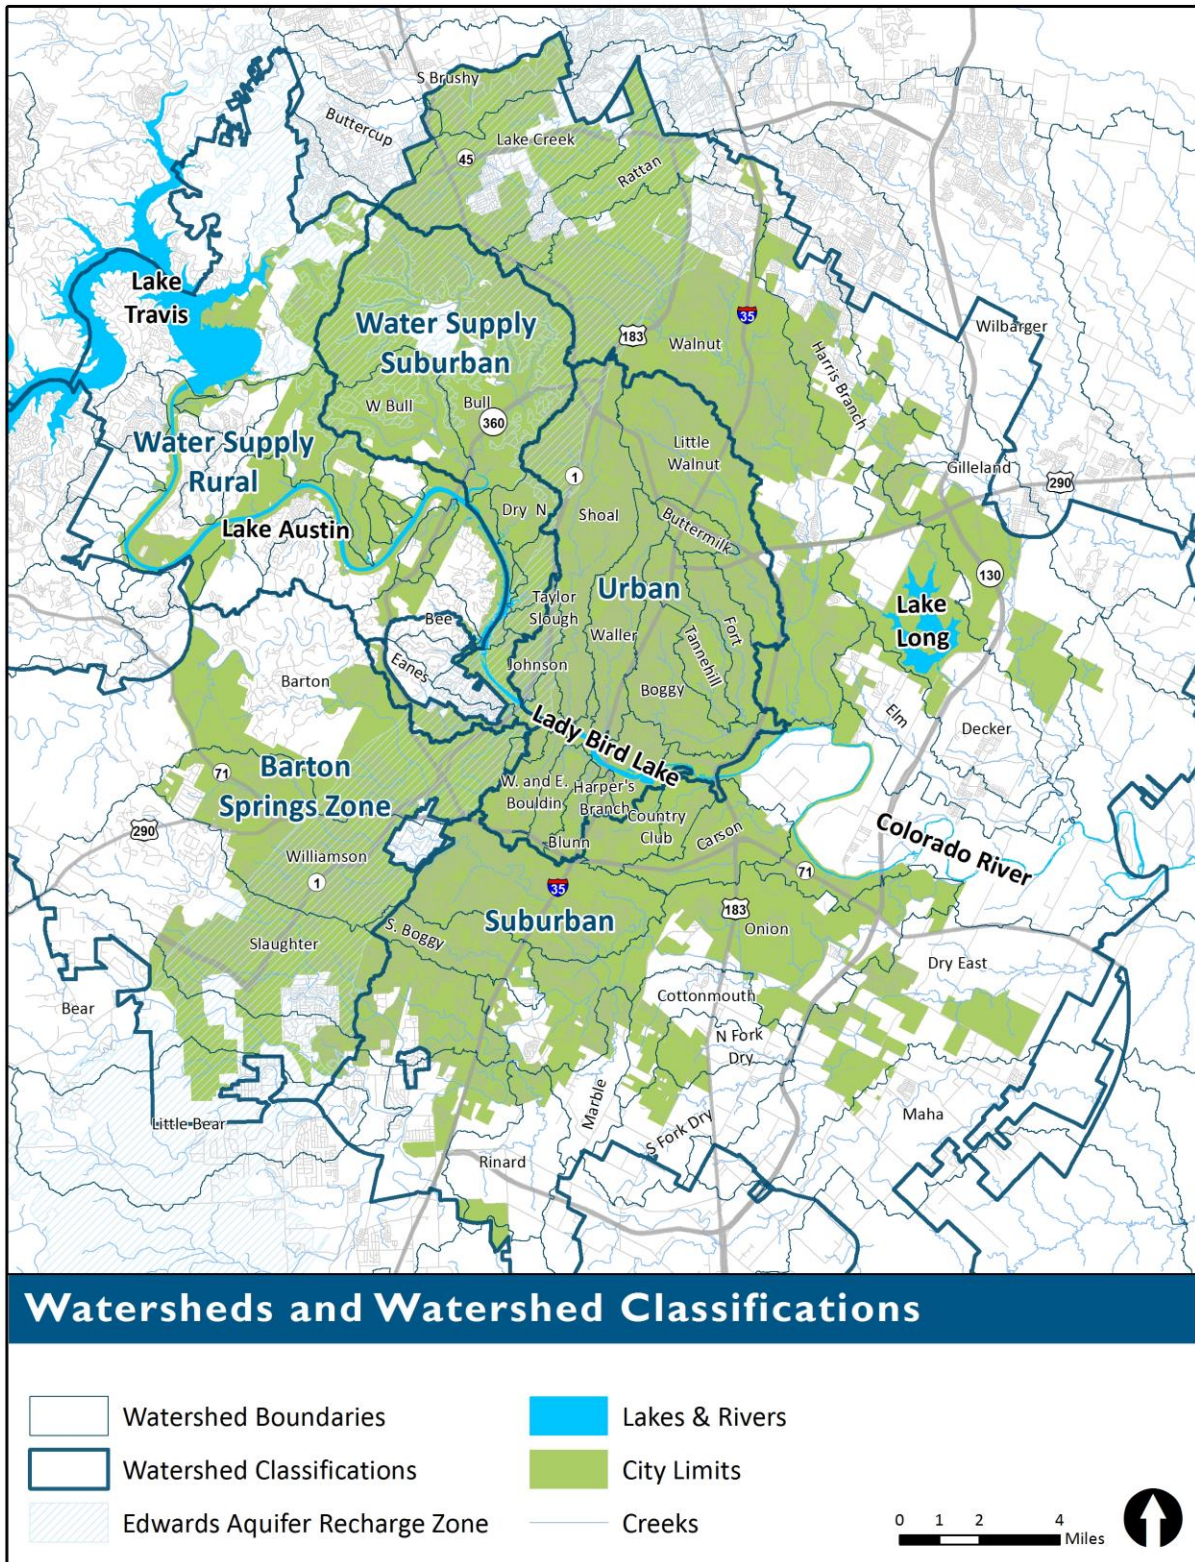 S Brushy
Buttercup
Lake Creek
45
Rattan
Lake
Travis
Water Supply
Suburban
183
35
Walnut
Wilbarger
Harris Branch
W Bull
Bull
360
Water Supply
Rural
Little
Walnut
1
Gilleland
290
Lake Austin
Dry N
Shoal
Buttermilk
130
Urban
Taylor
Slough
Lake
Long
Bee
Waller
Fort
Tannehill
Eanes
Johnson
Barton
Boggy
Elm
Decker
Lady Bird Lake
Barton
Springs Zone
71
W. and E.
Bouldin
Harper's
Branch
Country
Club
Carson
290
Blunn
Colorado River
Williamson
1
35
71
183
Suburban
Onion
S. Boggy
Slaughter
Dry East
Bear
Cottonmouth
N Fork
Dry
Marble
Maha
Little Bear
S Fork Dry
Rinard
Watersheds and Watershed Classifications
Watershed Boundaries
Lakes & Rivers
Watershed Classifications
City Limits
Edwards Aquifer Recharge Zone
Creeks
0 1 2 4
Miles